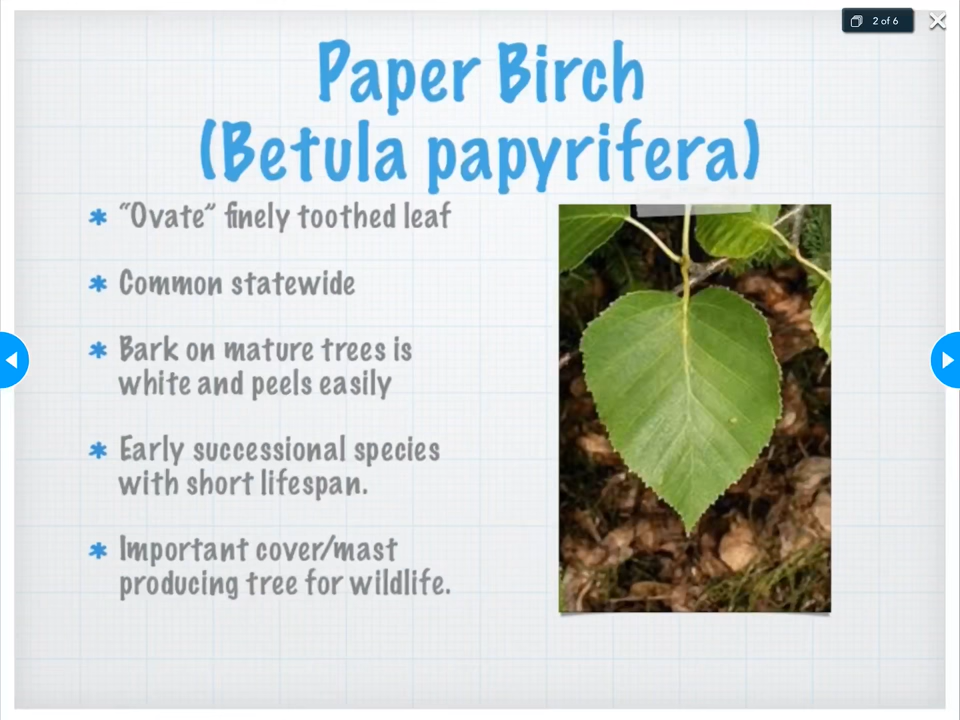 2 of 6
Paper Birch
(Betula papyrifera)
* “Ovate” finely toothed leaf
* Common statewide
* Bark on mature trees is
white and peels easily
* Early successional species
with short lifespan.
* Important cover/mast
producing tree for wildlife.